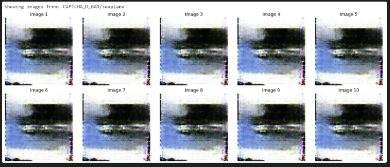 Showing images from: CAPTCHA_D_GAN/seaplane
Image 1 Image 2 Image 3 Image 4 Image 5
Image 6 Image 7 Image 8 Image 9 Image 10